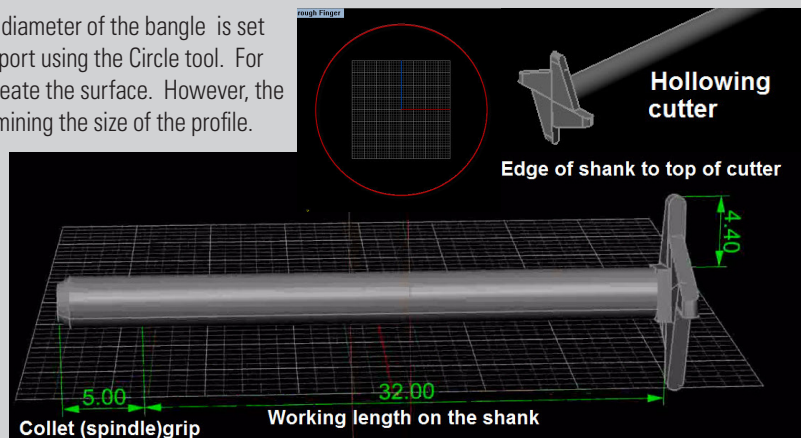 diameter of the bangle is set
port using the Circle tool. For
eate the surface. However, the
mining the size of the profile.
rough Finger
Hollowing
cutter
Edge of shank to top of cutter
4.40
5.00
32.00
Working length on the shank
Collet (spindle)grip